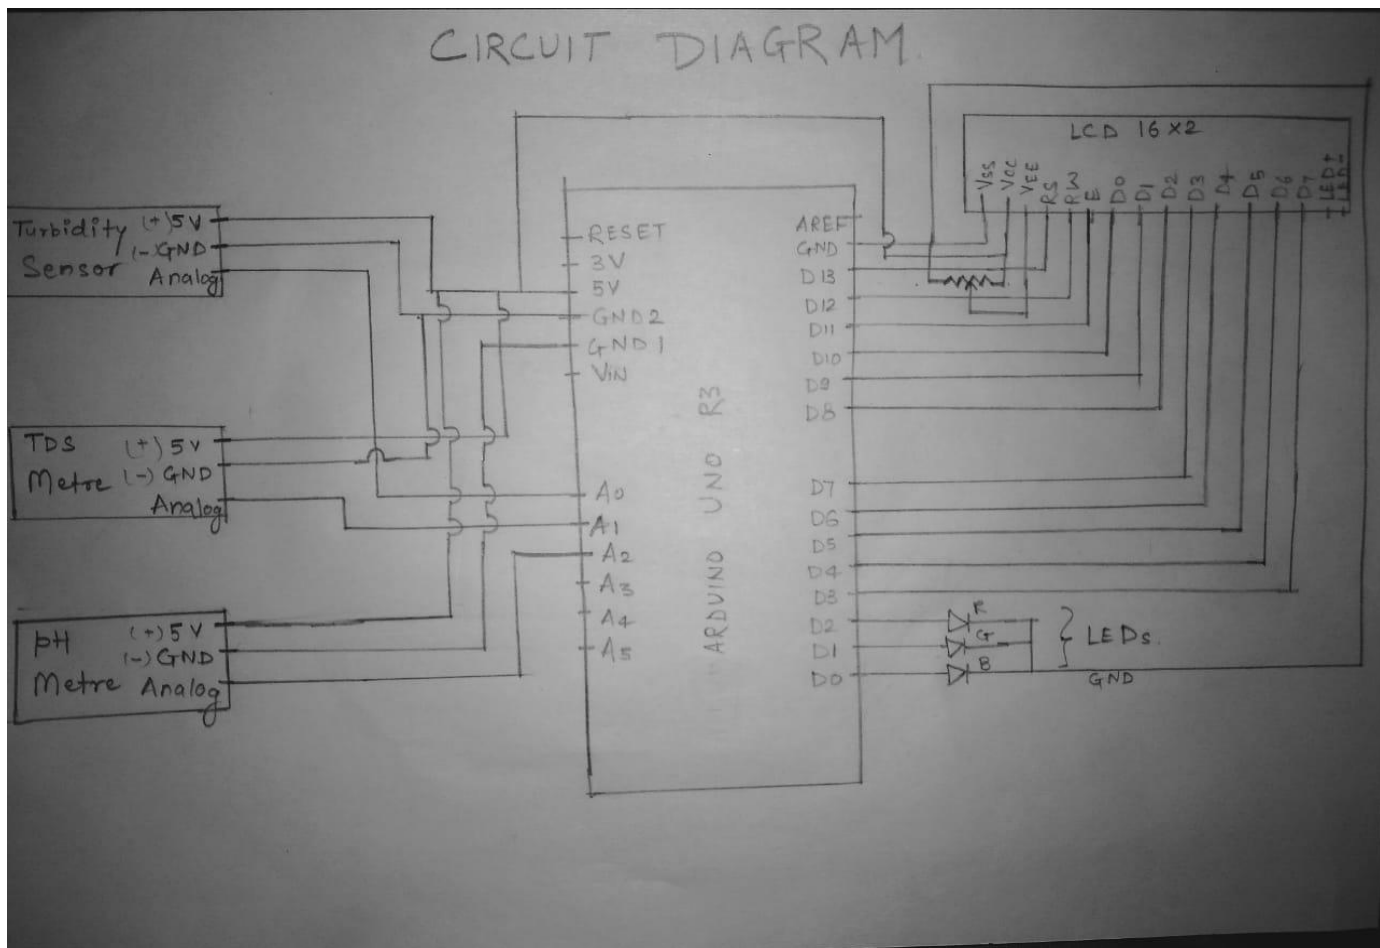 CIRCUIT DIAGRAM
LCD 16x2
VSS
VCC
VEE
RS
RW
E
D0
D1
D2
D3
D4
D5
D6
D7
LED+
LED-
Turbidity (+)5V
(-)GND
Sensor
Analog
TDS (+)5V
Metre (-)GND
Analog
pH (+)5V
(-)GND
Metre Analog
RESET
3V
5V
GND2
GND1
ViN
A0
A1
A2
A3
A4
A5
ARDUINO UNO R3
AREF
GND
D13
D12
D11
D10
D9
D8
D7
D6
D5
D4
D3
D2
D1
D0
R
G
B
LEDs.
GND